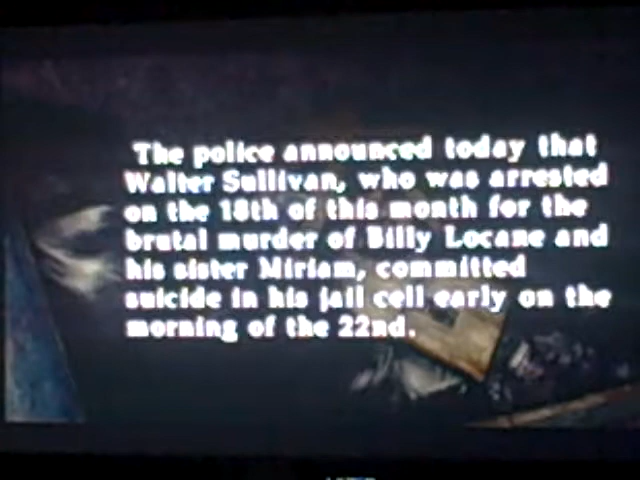 The police announced today that
Walter Sullivan, who was arrested
on the 18th of this month for the
brutal murder of Billy Locane and
his sister Miriam, committed
suicide in his jail cell early on the
morning of the 22nd.